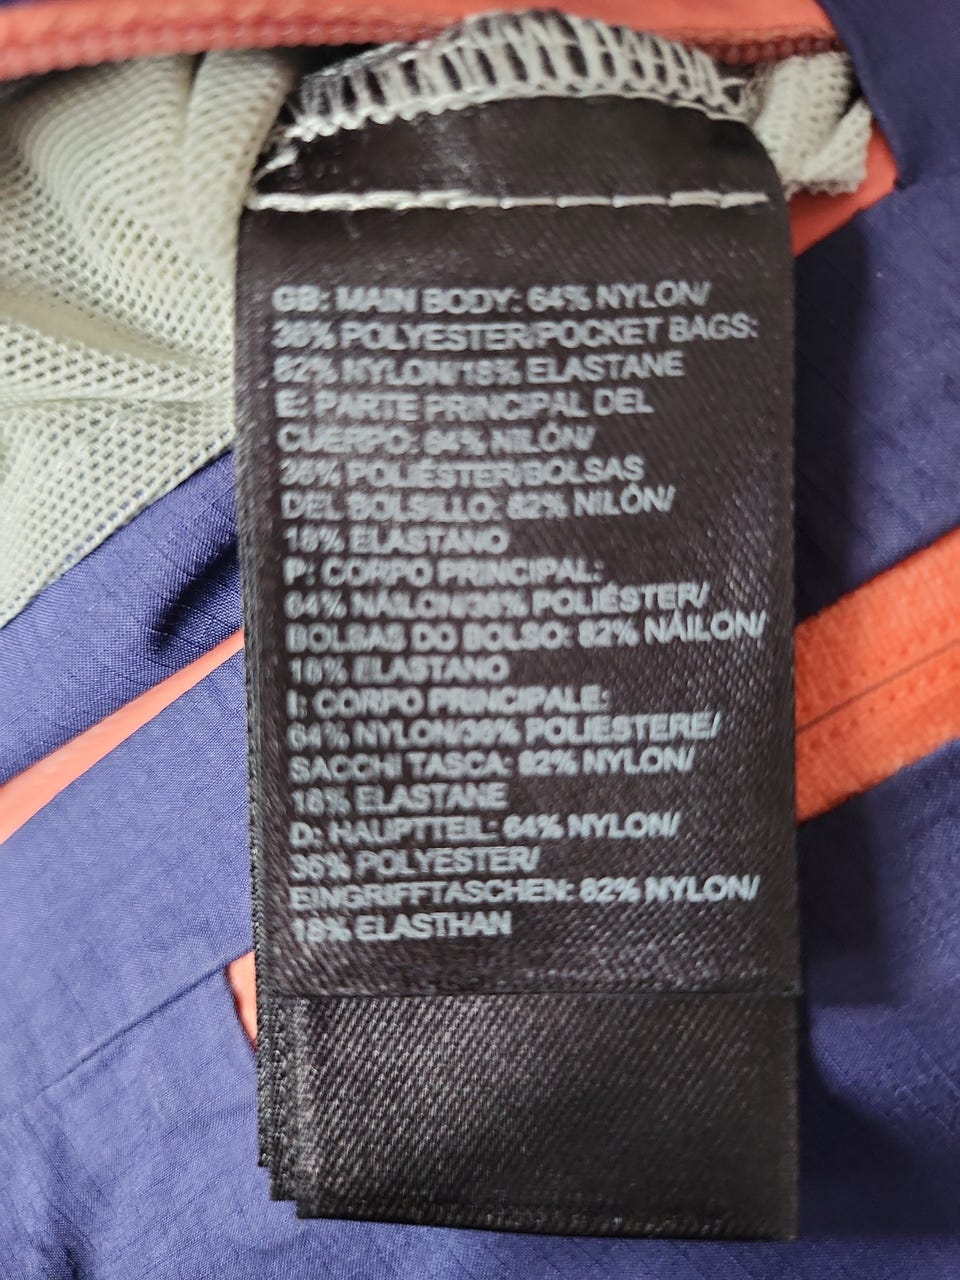 GB: MAIN BODY: 64% NYLON/
36% POLYESTER/POCKET BAGS:
82% NYLON/18% ELASTANE
E: PARTE PRINCIPAL DEL
CUERPO: 64% NILÓN/
36% POLIÉSTER/BOLSAS
DEL BOLSILLO: 82% NILÓN/
18% ELASTANO
P: CORPO PRINCIPAL:
64% NÁILON/36% POLIÉSTER/
BOLSAS DO BOLSO: 82% NÁILON/
18% ELASTANO
I: CORPO PRINCIPALE:
64% NYLON/36% POLIESTERE/
SACCHI TASCA: 82% NYLON/
18% ELASTANE
D: HAUPTTEIL: 64% NYLON/
36% POLYESTER/
EINGRIFFTASCHEN: 82% NYLON/
18% ELASTHAN